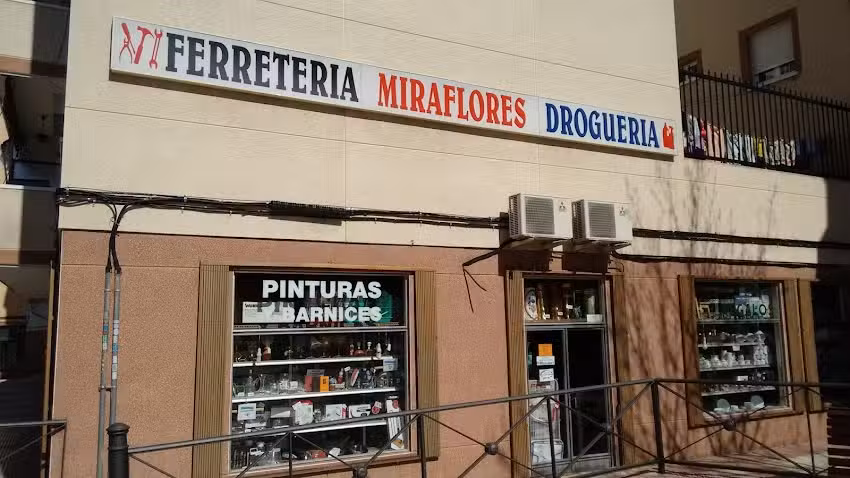 FERRETERIA MIRAFLORES DROGUERIA
PINTURAS
Y BARNICES